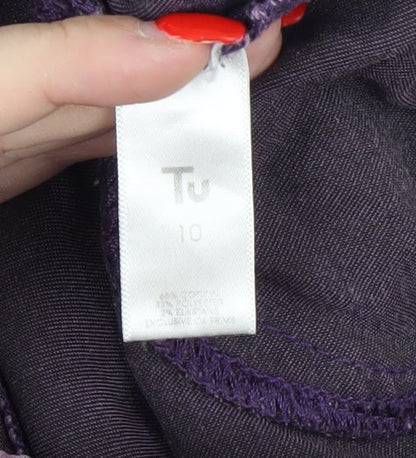 Tu
10
COTTON
POLYESTER
ELASTANE
EXCLUSIVE OF TRIMS